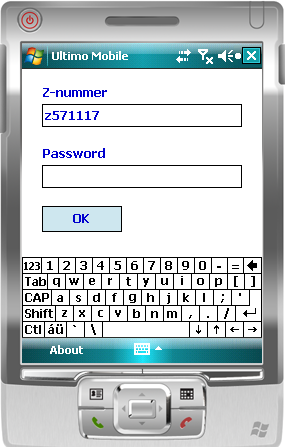 Ultimo Mobile
Z-nummer
z571117
Password
OK
123 1 2 3 4 5 6 7 8 9 0 - =
Tab q w e r t y u i o p [ ]
CAP a s d f g h j k l ; '
Shift z x c v b n m , . /
Ctl áü ` \
About